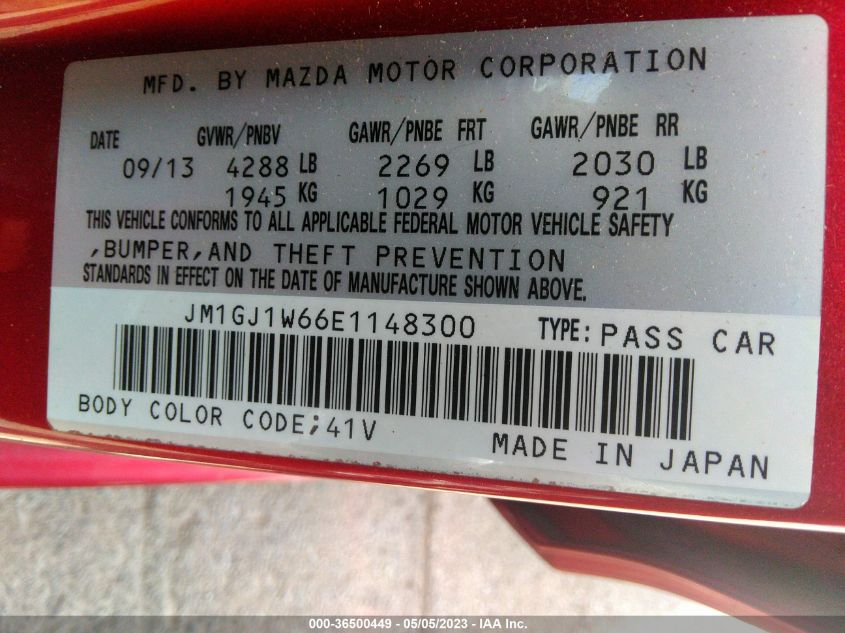 MFD. BY MAZDA MOTOR CORPORATION
DATE GVWR/PNBV GAWR/PNBE FRT GAWR/PNBE RR
09/13 4288 LB 2269 LB 2030 LB
1945 KG 1029 KG 921 KG
THIS VEHICLE CONFORMS TO ALL APPLICABLE FEDERAL MOTOR VEHICLE SAFETY
,BUMPER,AND THEFT PREVENTION
STANDARDS IN EFFECT ON THE DATE OF MANUFACTURE SHOWN ABOVE.
JM1GJ1W66E1148300 TYPE: PASS CAR
BODY COLOR CODE;41V
MADE IN JAPAN
000-36500449 - 05/05/2023 - IAA Inc.